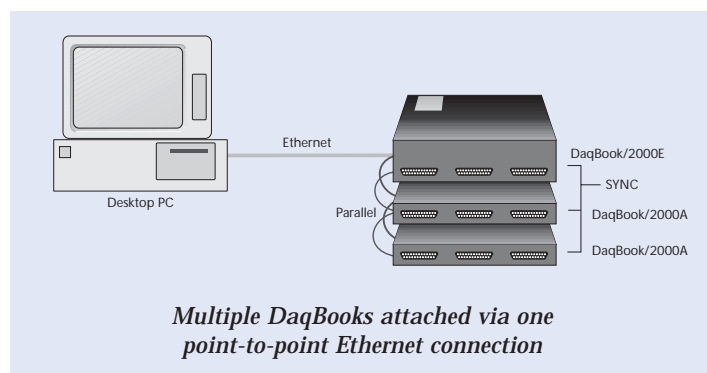 Ethernet
DaqBook/2000E
SYNC
Desktop PC
Parallel
DaqBook/2000A
DaqBook/2000A
Multiple DaqBooks attached via one
point-to-point Ethernet connection